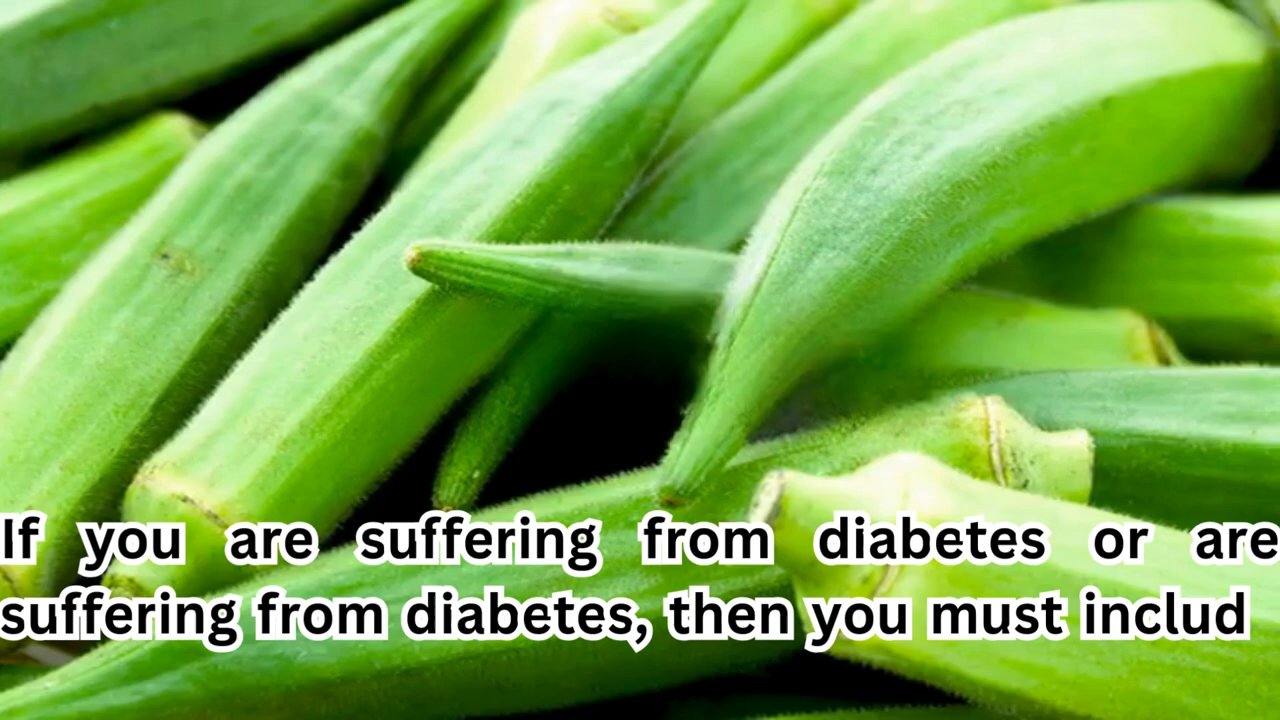 If you are suffering from diabetes or are
suffering from diabetes, then you must includ